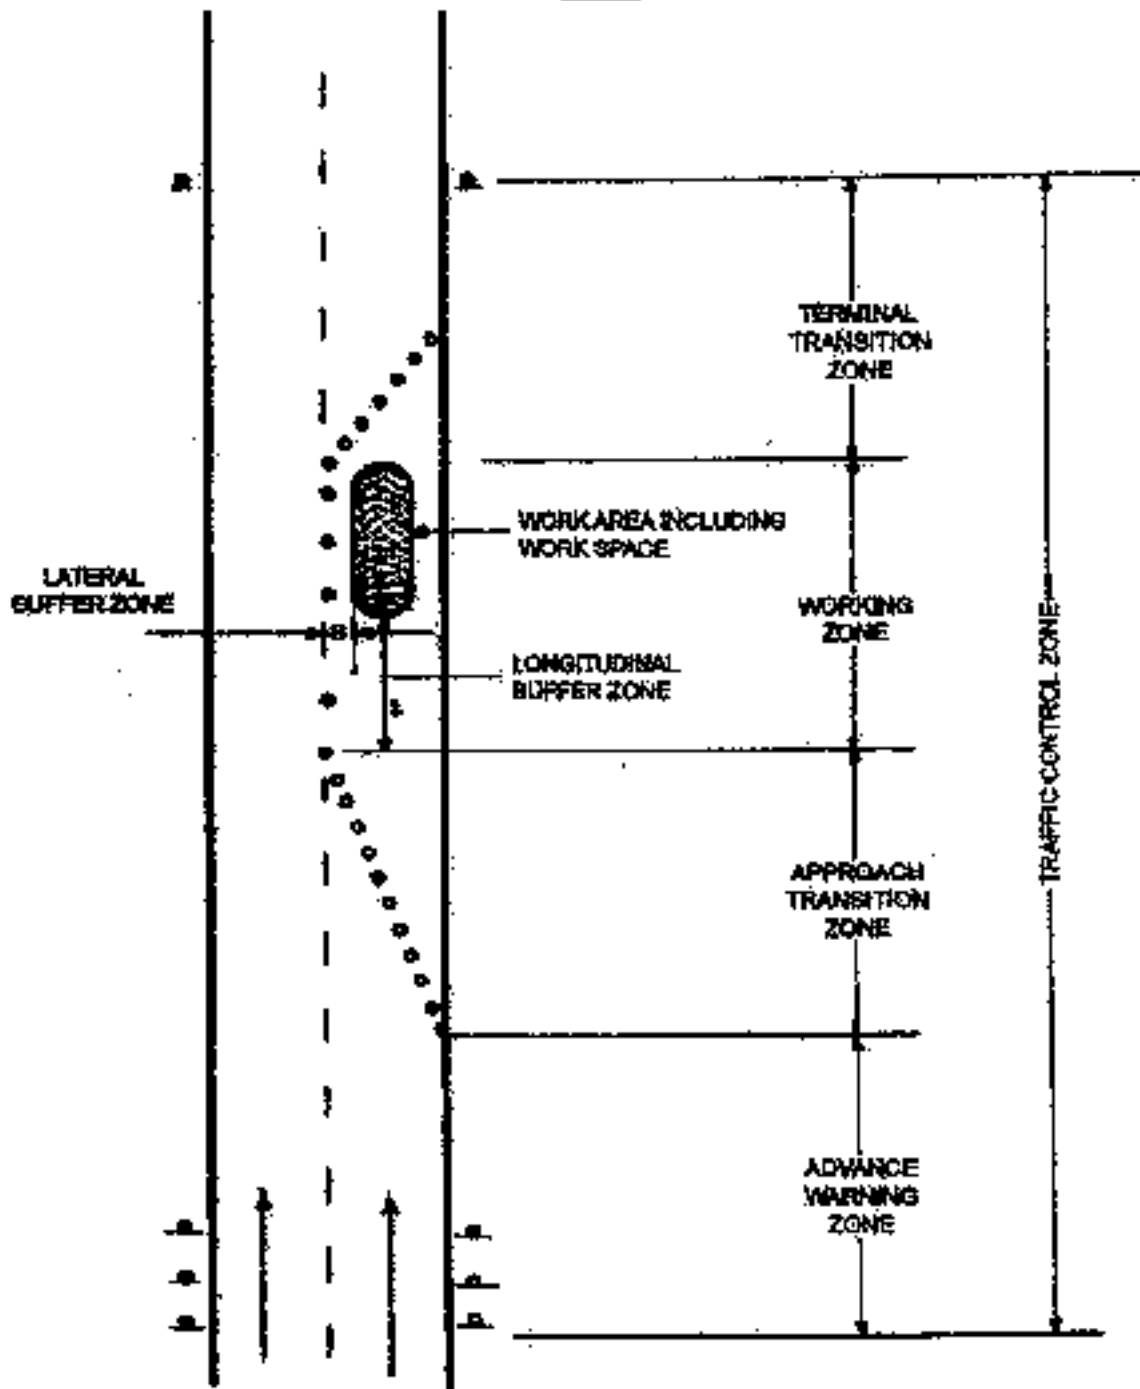 TERMINAL
TRANSITION
ZONE
WORK AREA INCLUDING
WORK SPACE
LATERAL
BUFFER ZONE
WORKING
ZONE
LONGITUDINAL
BUFFER ZONE
TRAFFIC CONTROL ZONE
APPROACH
TRANSITION
ZONE
ADVANCE
WARNING
ZONE